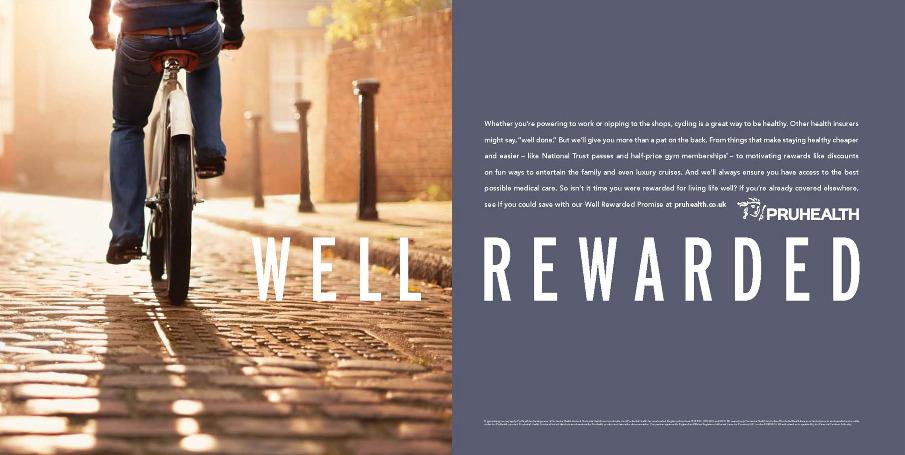 Whether you're powering to work or nipping to the shops, cycling is a great way to be healthy. Other health insurers
might say, "well done." But we'll give you more than a pat on the back. From things that make staying healthy cheaper
and easier – like National Trust passes and half-price gym memberships* – to motivating rewards like discounts
on fun ways to entertain the family and even luxury cruises. And we'll always ensure you have access to the best
possible medical care. So isn't it time you were rewarded for living life well? If you're already covered elsewhere,
see if you could save with our Well Rewarded Promise at pruhealth.co.uk
PRUHEALTH
WELL REWARDED